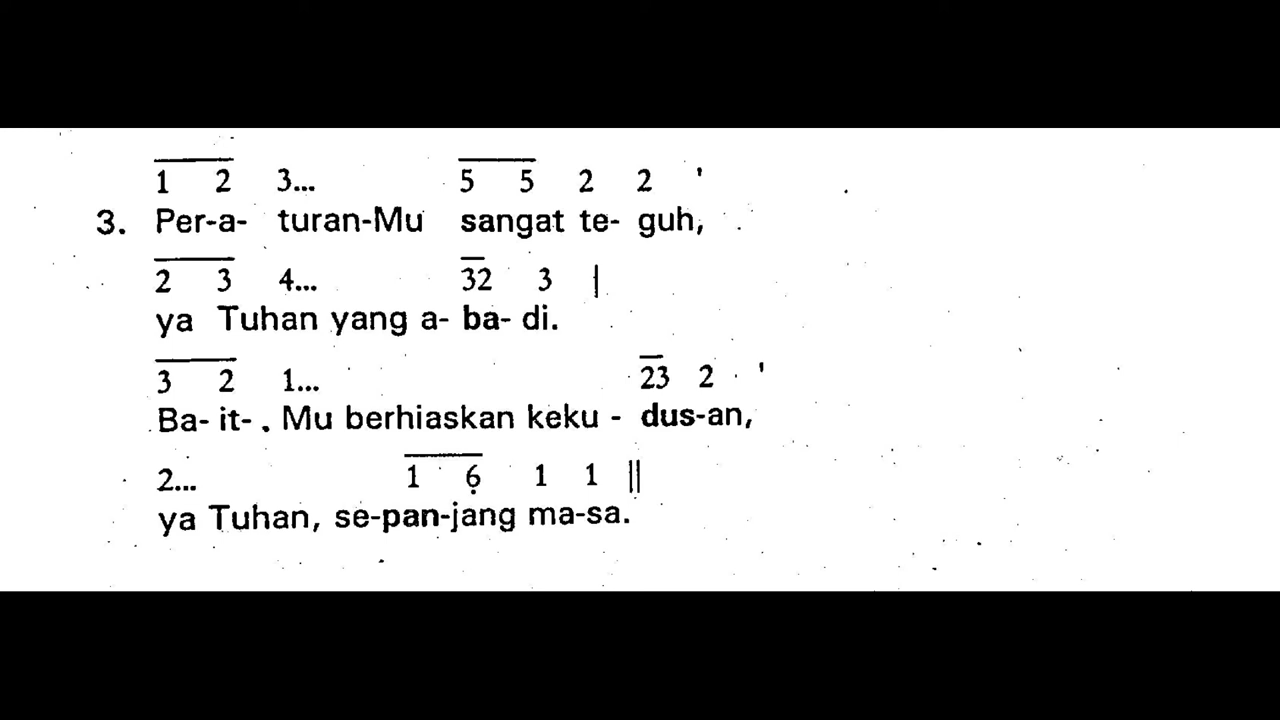 1 2 3... 5 5 2 2 '
3. Per-a- turan-Mu sangat te- guh,
2 3 4... 32 3 |
ya Tuhan yang a- ba- di.
3 2 1... 23 2 '
Ba- it-. Mu berhiaskan keku - dus-an,
2... 1 6̣ 1 1 ||
ya Tuhan, se-pan-jang ma-sa.